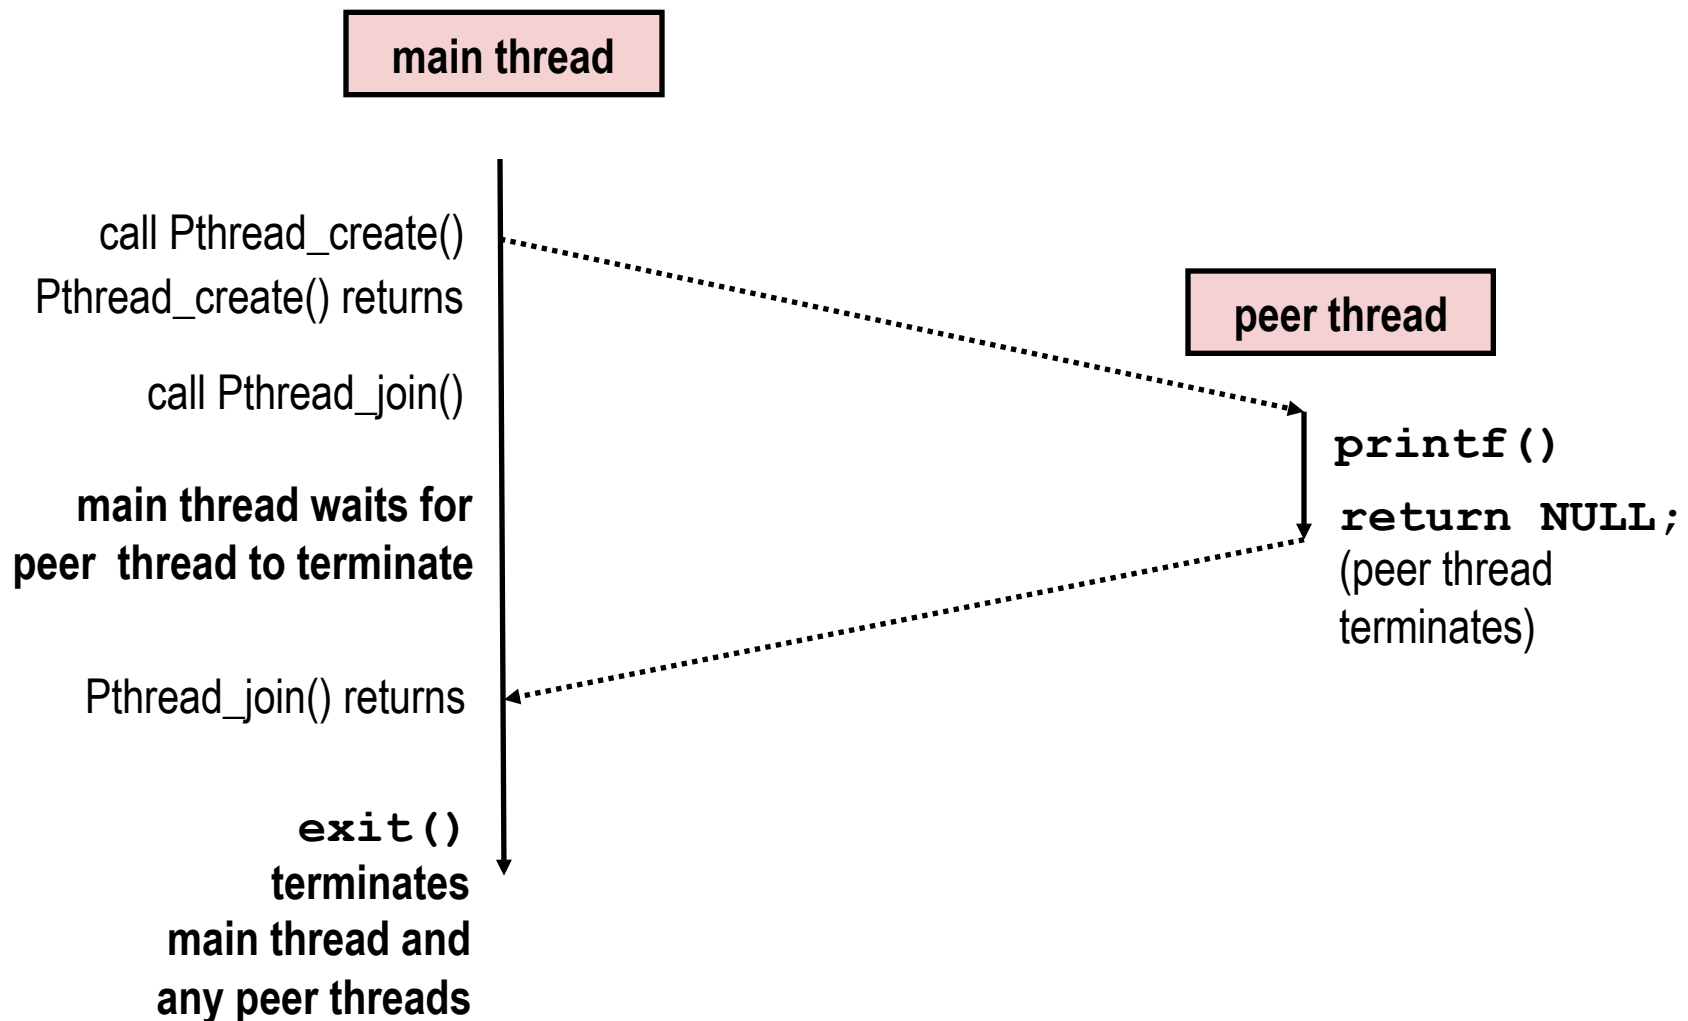 main thread
call Pthread_create()
Pthread_create() returns
peer thread
call Pthread_join()
printf()
main thread waits for
peer  thread to terminate
return NULL;
(peer thread
terminates)
Pthread_join() returns
exit()
terminates
main thread and
any peer threads